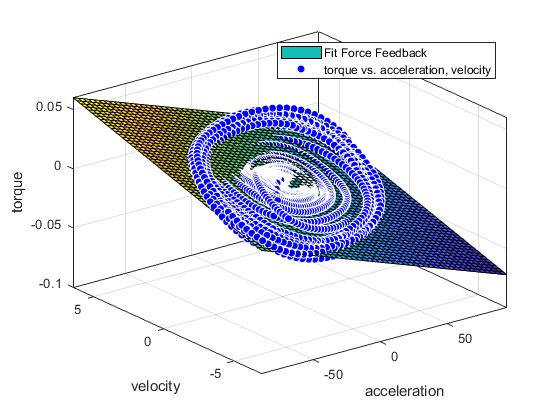 Fit Force Feedback
torque vs. acceleration, velocity
0.05
0
-0.05
-0.1
torque
5
0
-5
velocity
-50
0
50
acceleration